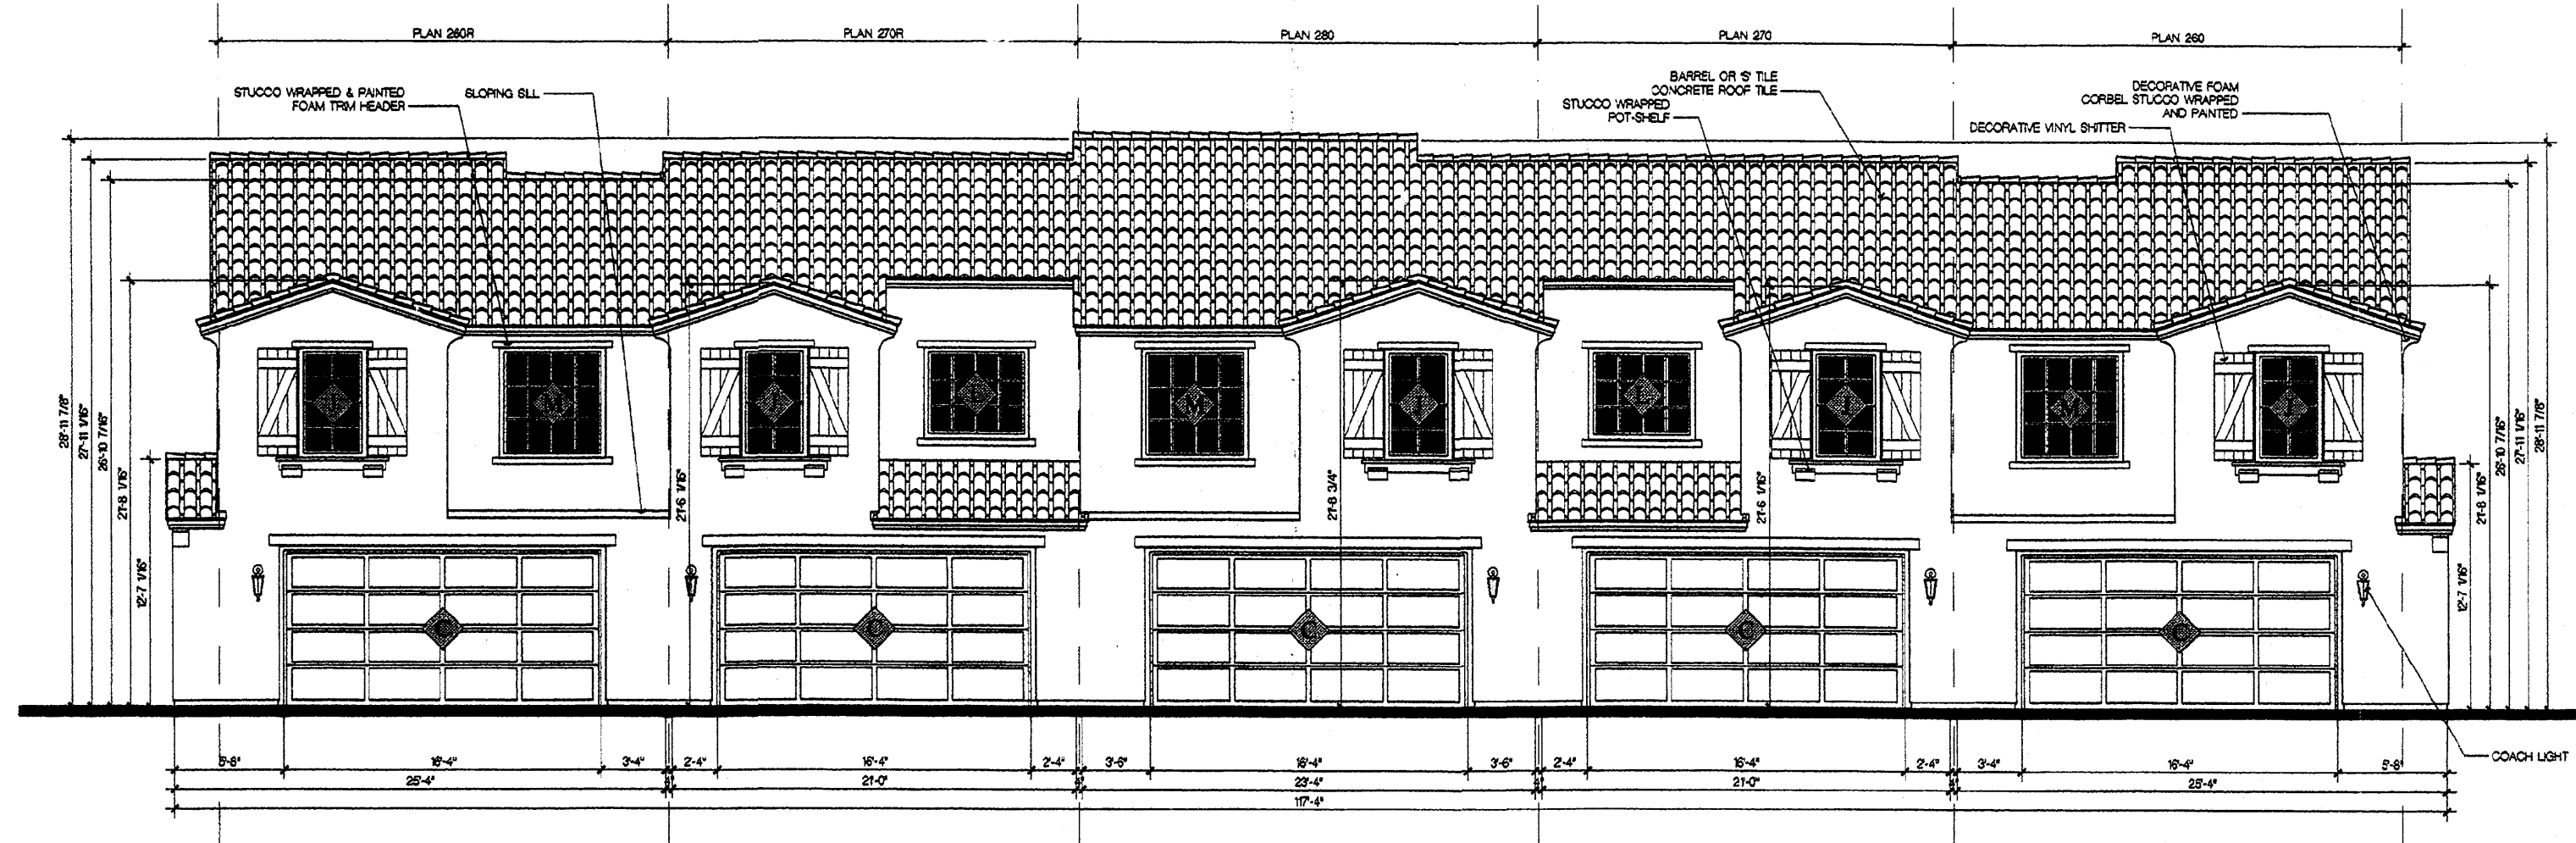 PLAN 260R
PLAN 270R
PLAN 280
PLAN 270
PLAN 260
STUCCO WRAPPED & PAINTED
FOAM TRIM HEADER
SLOPING SILL
STUCCO WRAPPED
POT-SHELF
BARREL OR 'S' TILE
CONCRETE ROOF TILE
DECORATIVE VINYL SHITTER
DECORATIVE FOAM
CORBEL STUCCO WRAPPED
AND PAINTED
28'-11 7/8"
27'-11 1/16"
26'-10 7/16"
21'-8 1/16"
12'-7 1/16"
21'-6 1/16"
21'-8 3/4"
21'-6 1/16"
12'-7 1/16"
21'-8 1/16"
26'-10 7/16"
27'-11 1/16"
28'-11 7/8"
M
L
M
L
M
C
C
C
C
COACH LIGHT
5'-8"
16'-4"
3'-4"
2'-4"
16'-4"
2'-4"
3'-6"
16'-4"
3'-6"
2'-4"
16'-4"
2'-4"
3'-4"
16'-4"
5'-8"
25'-4"
21'-0"
23'-4"
21'-0"
25'-4"
117'-4"